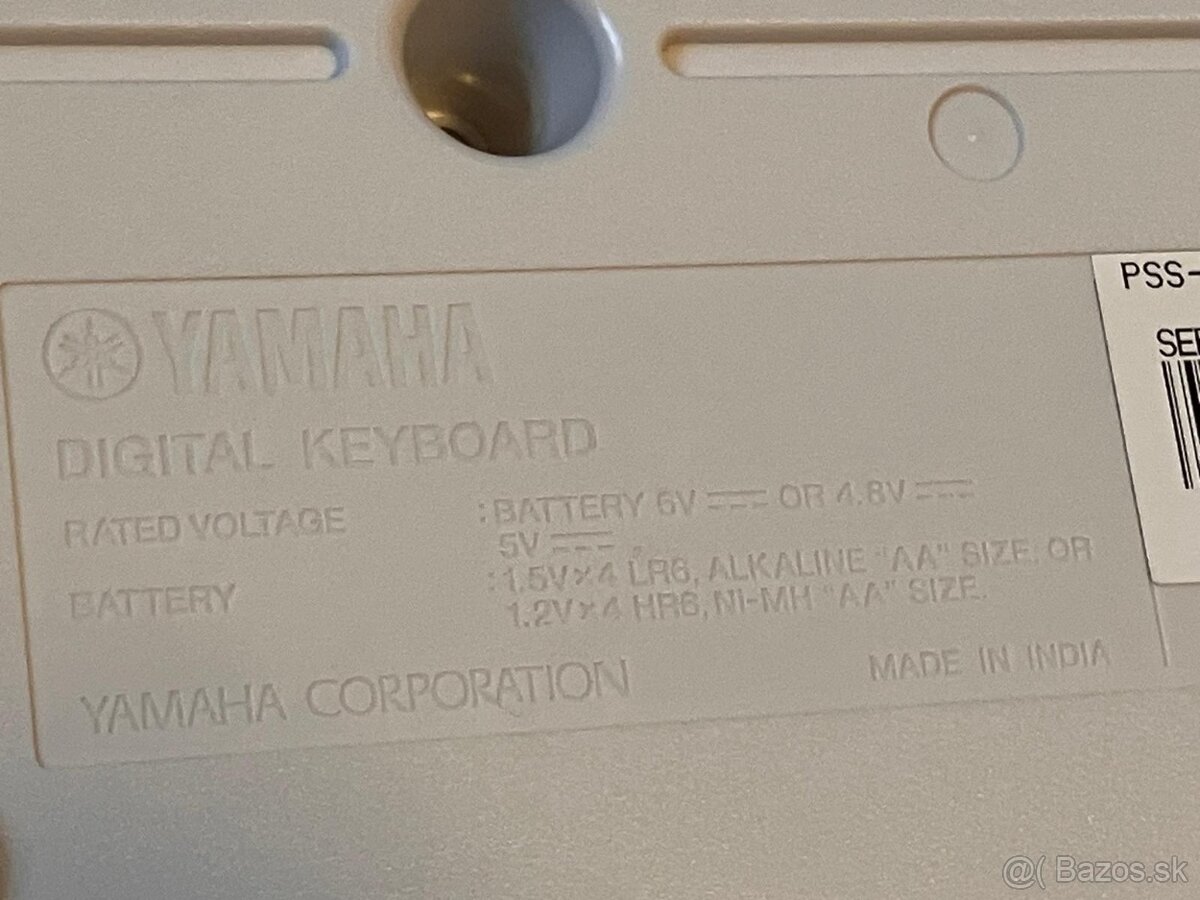 YAMAHA
DIGITAL KEYBOARD
RATED VOLTAGE :BATTERY 6V ⎓ OR 4.8V ⎓
5V ⎓
BATTERY :1.5V×4 LR6, ALKALINE "AA" SIZE, OR
1.2V×4 HR6, NI-MH "AA" SIZE.
YAMAHA CORPORATION MADE IN INDIA
PSS-
SER
@( Bazos.sk